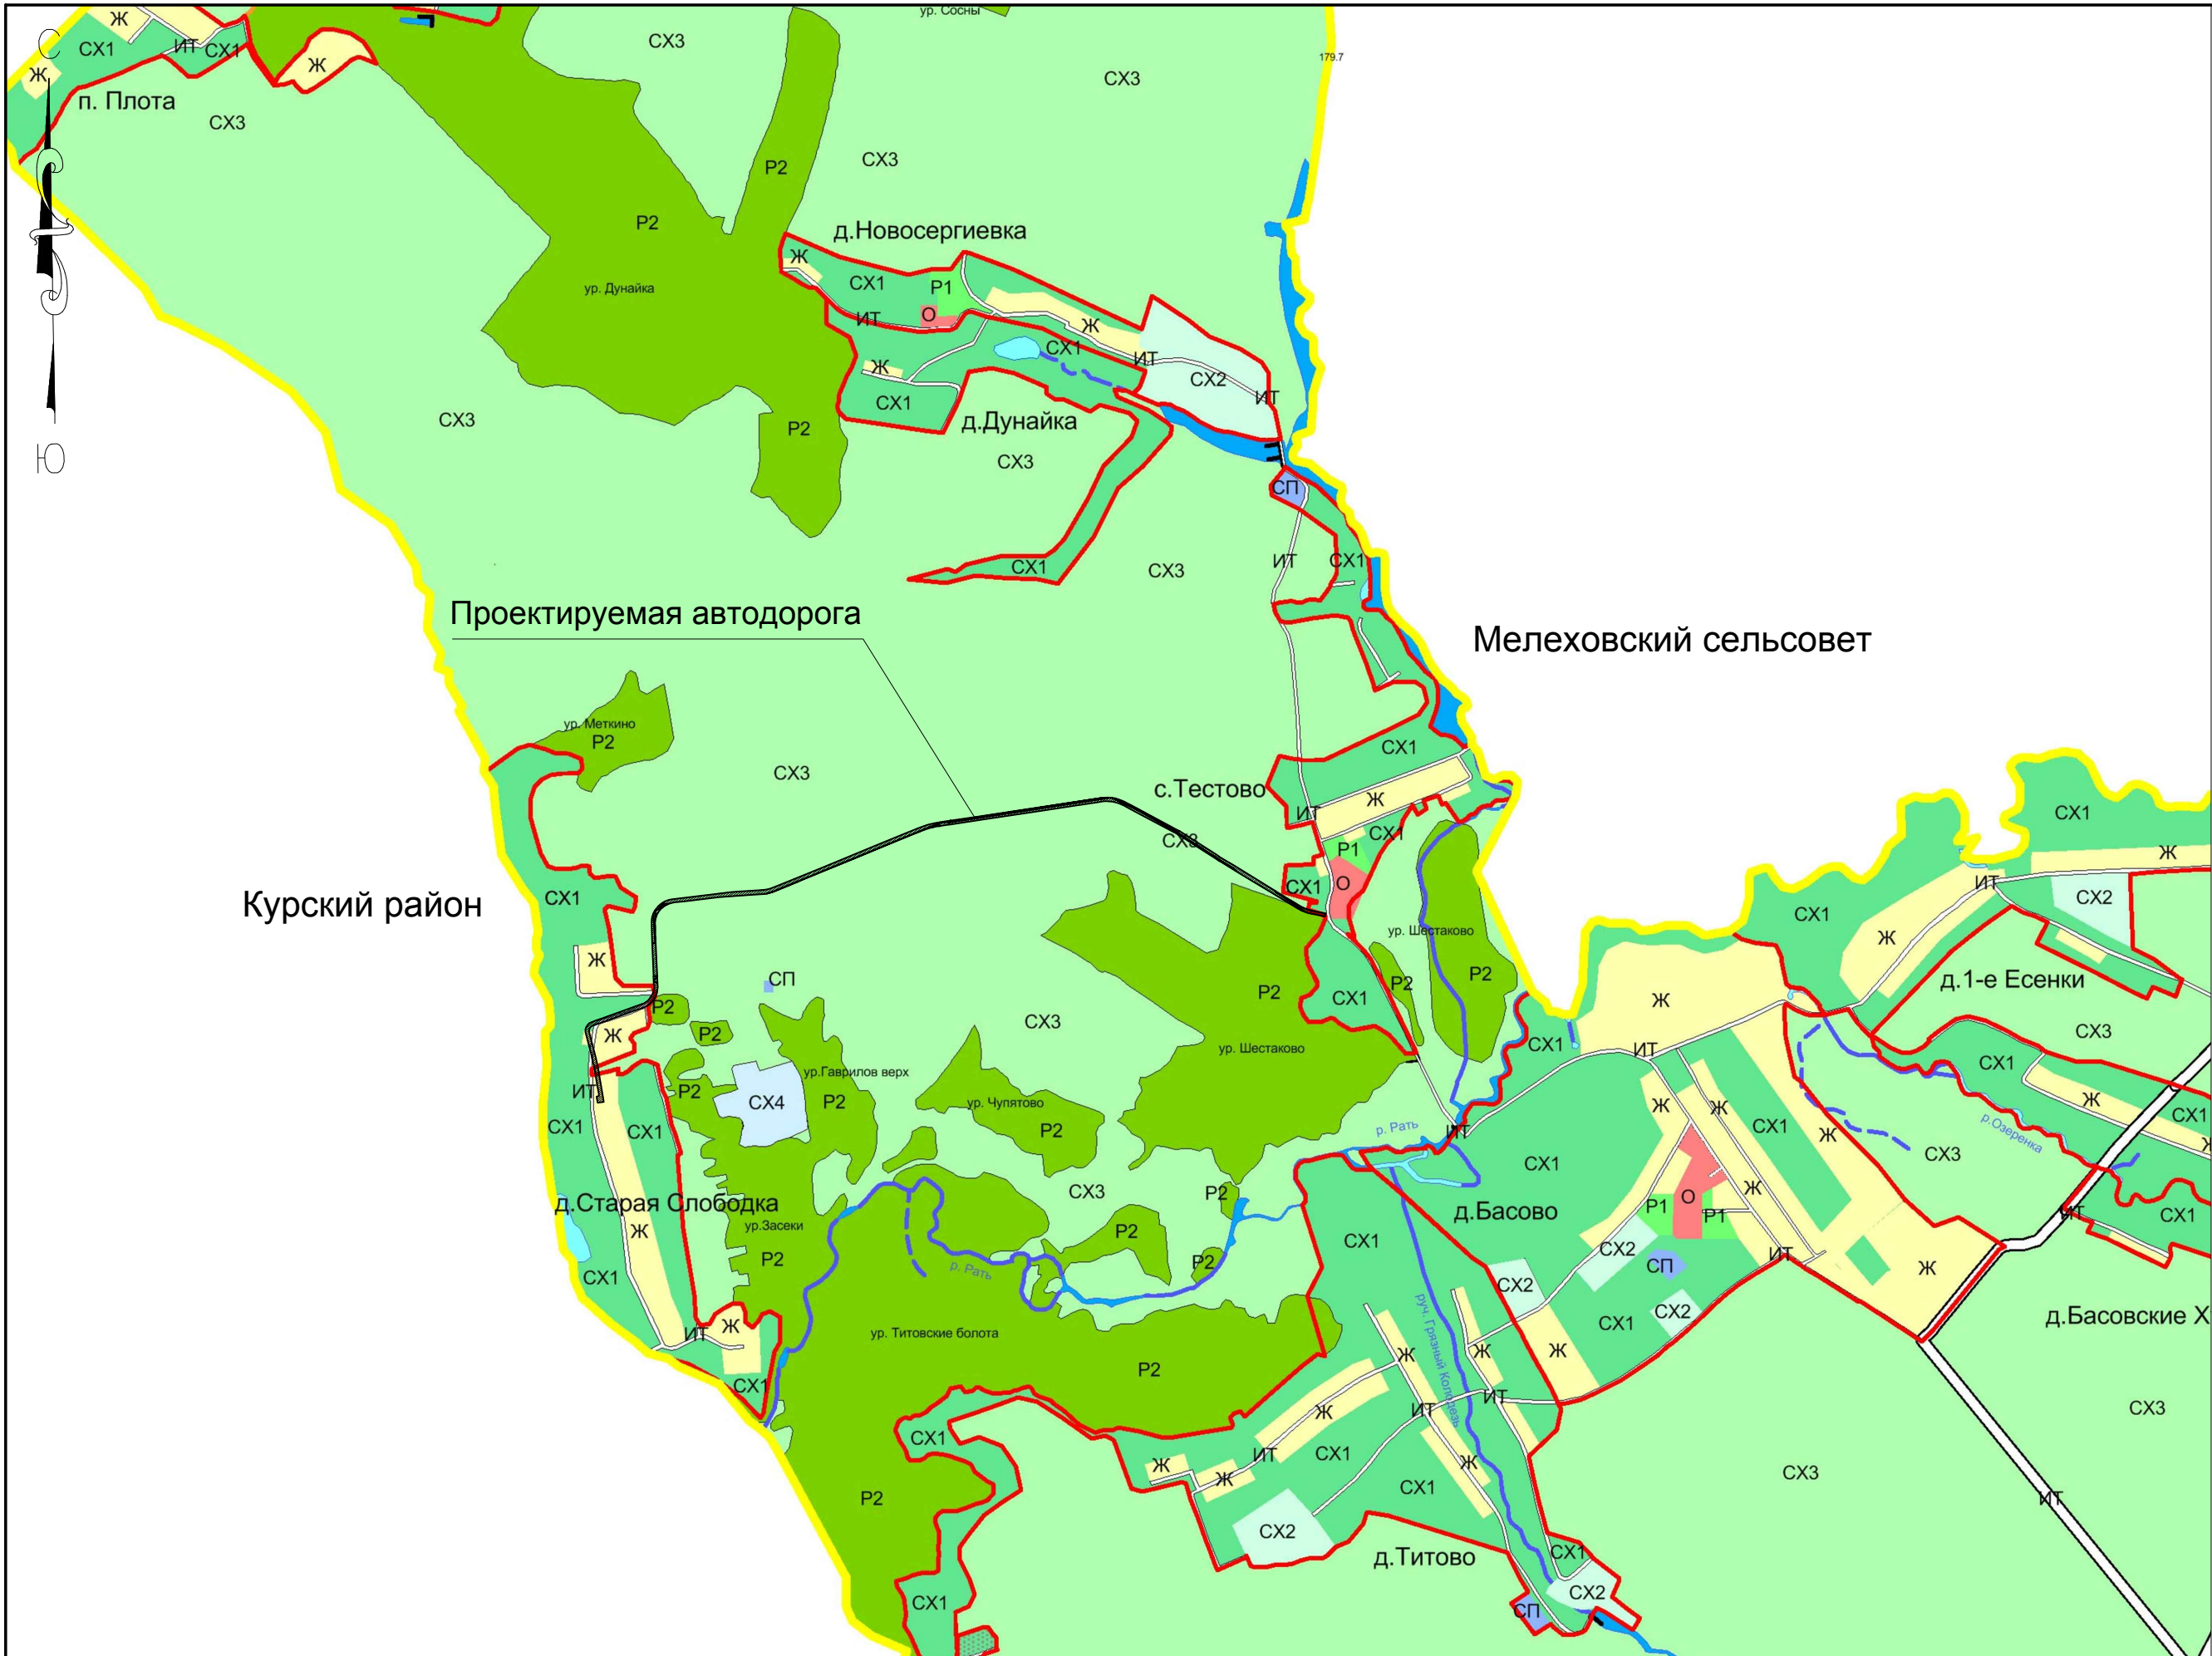 ур. Сосны
С
Ж
СХ1
ИТ
СХ1
Ж
СХ3
179.7
Ж
СХ3
п. Плота
СХ3
СХ3
Р2
Р2
д.Новосергиевка
Ж
СХ1
Р1
ур. Дунайка
О
ИТ
Ж
СХ1
ИТ
Ж
СХ2
ИТ
СХ1
СХ3
Р2
д.Дунайка
Ю
СХ3
СП
ИТ
СХ1
СХ1
СХ3
Проектируемая автодорога
Мелеховский сельсовет
ур. Меткино
Р2
СХ1
СХ3
с.Тестово
Ж
ИТ
СХ1
СХ3
СХ1
Р1
Ж
О
СХ1
ИТ
СХ1
СХ2
Курский район
СХ1
СХ1
ур. Шестаково
Ж
Ж
Р2
СП
д.1-е Есенки
Р2
Р2
СХ1
Ж
Р2
СХ3
СХ3
Ж
Р2
ур. Шестаково
СХ1
ИТ
СХ1
ур.Гаврилов верх
ИТ
Р2
СХ4
Р2
ур. Чупятово
Ж
Ж
Ж
СХ1
СХ1
СХ1
Р2
р. Рать
ИТ
СХ1
Ж
р.Озеренка
Ж
СХ3
СХ1
д.Старая Слободка
СХ3
Р2
Ж
О
д.Басово
Р1
Р1
ИТ
СХ1
ур.Засеки
Ж
Р2
СХ1
СХ2
ИТ
Р2
Р2
р. Рать
СП
Ж
СХ1
СХ2
СХ2
СХ1
д.Басовские Х
ИТ
Ж
ур. Титовские болота
руч. Грязный Колодезь
Ж
Ж
Ж
Р2
СХ1
ИТ
СХ3
Ж
ИТ
СХ1
ИТ
СХ1
Ж
Ж
Ж
СХ3
СХ1
Р2
ИТ
СХ2
д.Титово
СХ1
СХ2
СХ1
СП